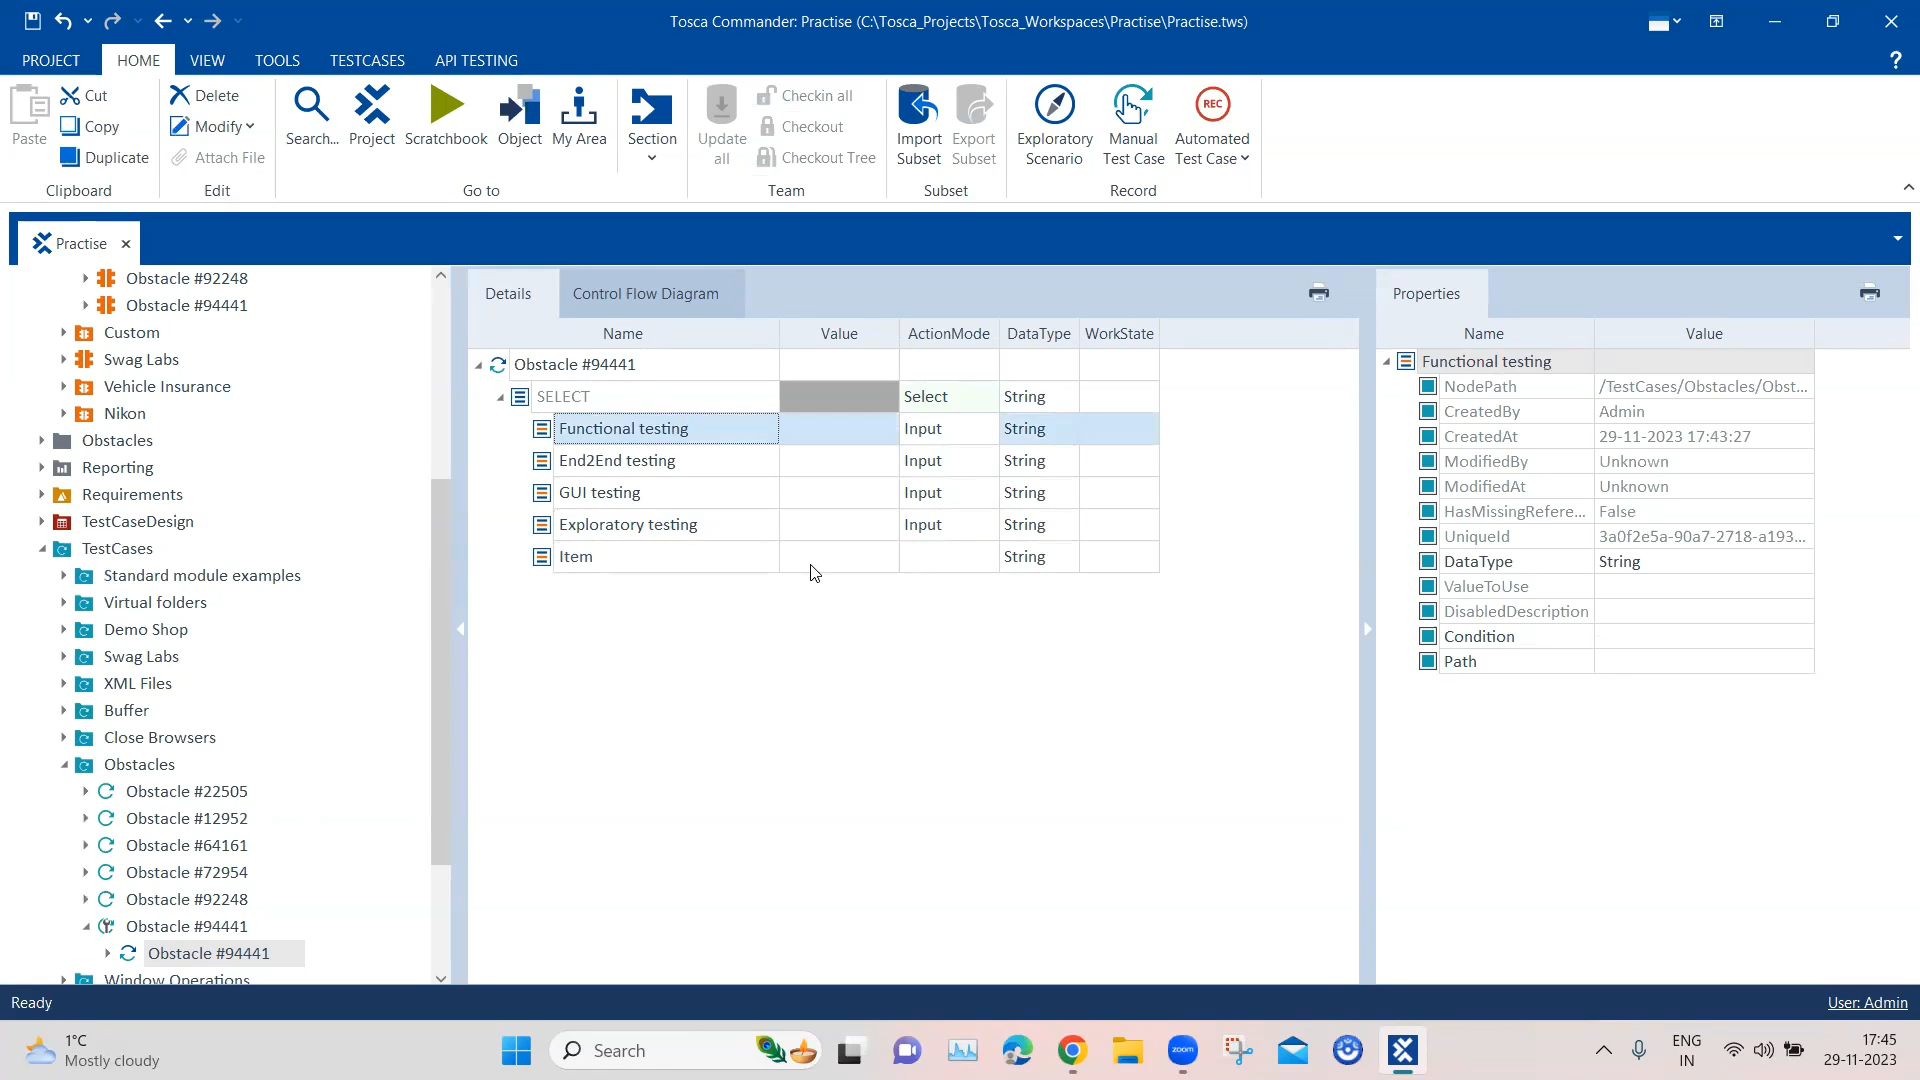 Tosca Commander: Practise (C:\Tosca_Projects\Tosca_Workspaces\Practise\Practise.tws)
PROJECT HOME VIEW TOOLS TESTCASES API TESTING ?
Paste
Cut
Copy
Duplicate
Clipboard
Delete
Modify
Attach File
Edit
Search... Project Scratchbook Object My Area Section
Go to
Update all
Checkin all
Checkout
Checkout Tree
Team
Import Subset
Export Subset
Subset
Exploratory Scenario
Manual Test Case
REC
Automated Test Case
Record
Practise
Obstacle #92248
Obstacle #94441
Custom
Swag Labs
Vehicle Insurance
Nikon
Obstacles
Reporting
Requirements
TestCaseDesign
TestCases
Standard module examples
Virtual folders
Demo Shop
Swag Labs
XML Files
Buffer
Close Browsers
Obstacles
Obstacle #22505
Obstacle #12952
Obstacle #64161
Obstacle #72954
Obstacle #92248
Obstacle #94441
Obstacle #94441
Window Operations
Details Control Flow Diagram
Name Value ActionMode DataType WorkState
Obstacle #94441
SELECT Select String
Functional testing Input String
End2End testing Input String
GUI testing Input String
Exploratory testing Input String
Item String
Properties
Name Value
Functional testing
NodePath /TestCases/Obstacles/Obst...
CreatedBy Admin
CreatedAt 29-11-2023 17:43:27
ModifiedBy Unknown
ModifiedAt Unknown
HasMissingRefere... False
UniqueId 3a0f2e5a-90a7-2718-a193...
DataType String
ValueToUse
DisabledDescription
Condition
Path
Ready
User: Admin
1°C
Mostly cloudy
Search
zoom
ENG
IN
17:45
29-11-2023